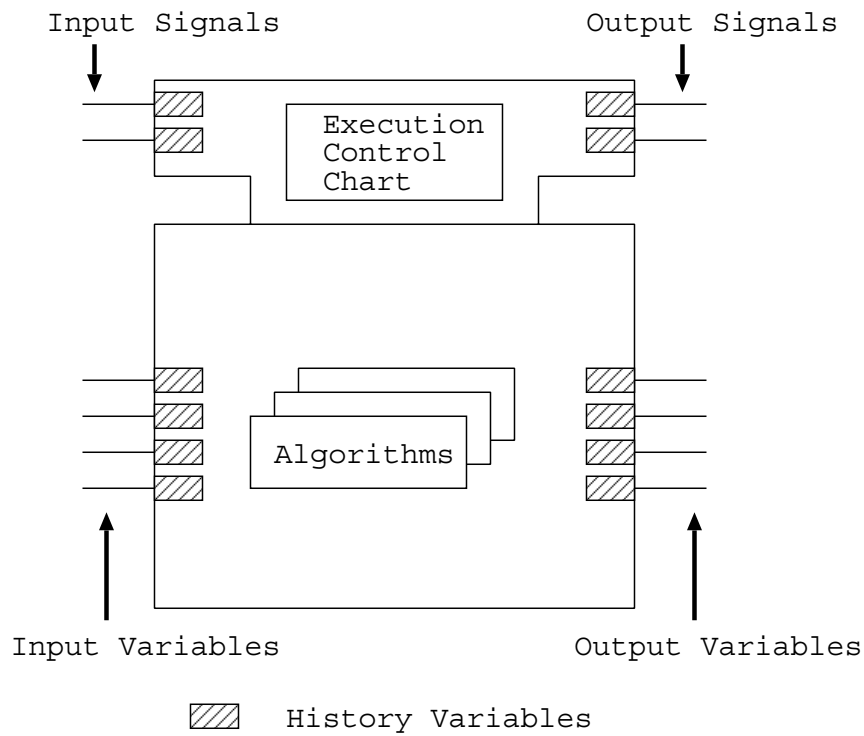 Input Signals
Output Signals
Execution
Control
Chart
Algorithms
Input Variables
Output Variables
History Variables